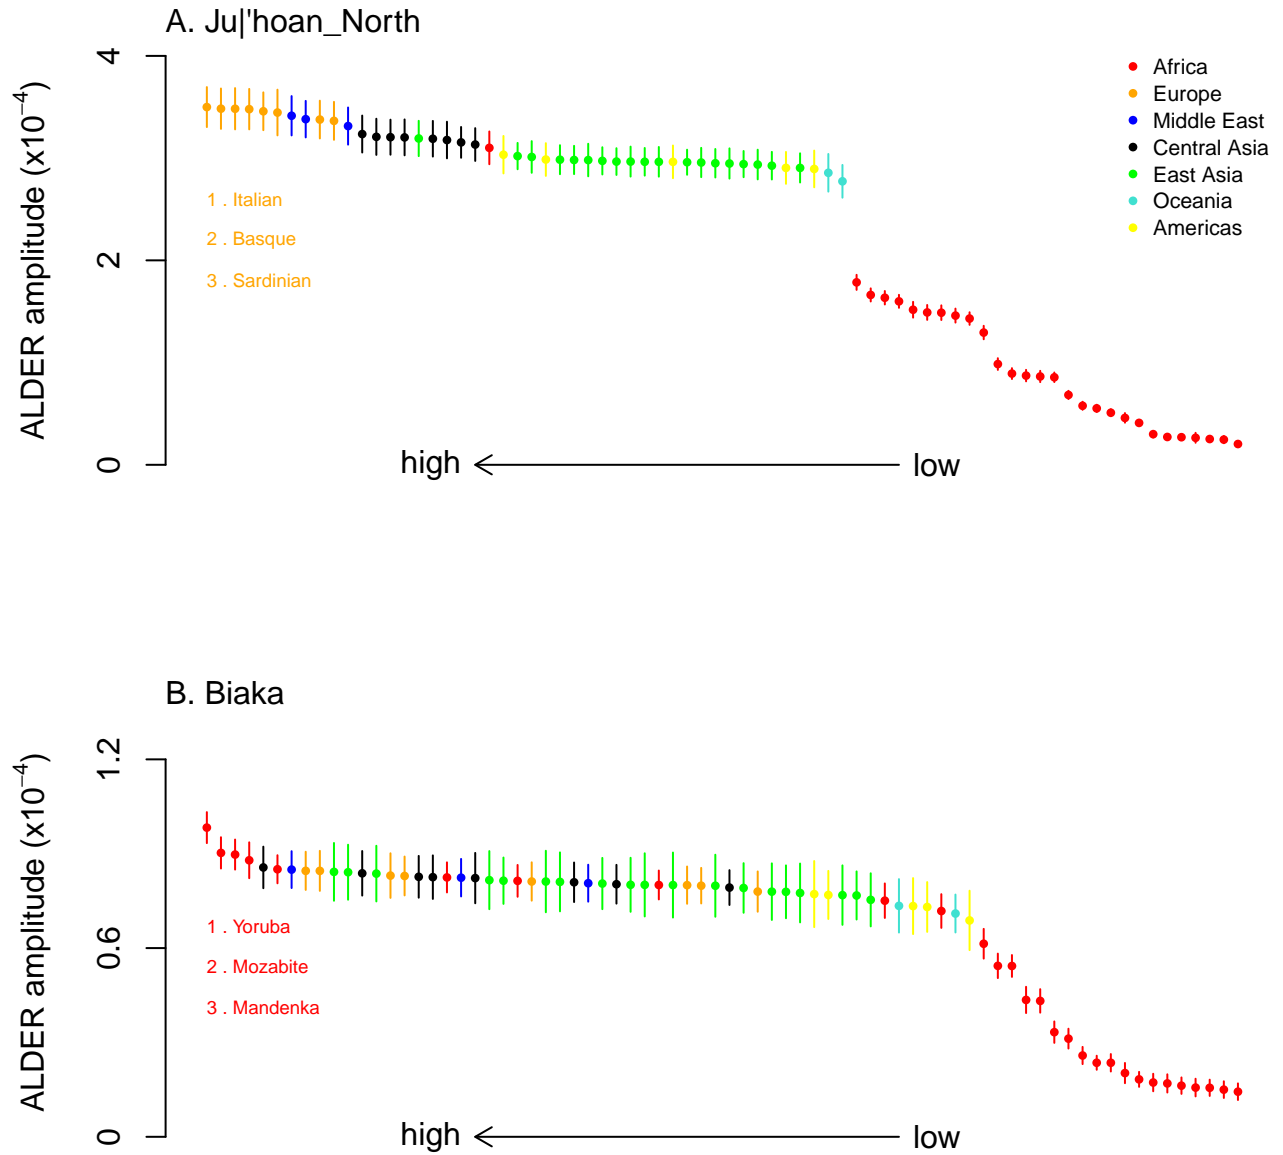 A. Ju|'hoan_North
ALDER amplitude (x10⁻⁴)
4
2
0
Africa
Europe
Middle East
Central Asia
East Asia
Oceania
Americas
1 . Italian
2 . Basque
3 . Sardinian
high
low
B. Biaka
ALDER amplitude (x10⁻⁴)
1.2
0.6
0
1 . Yoruba
2 . Mozabite
3 . Mandenka
high
low